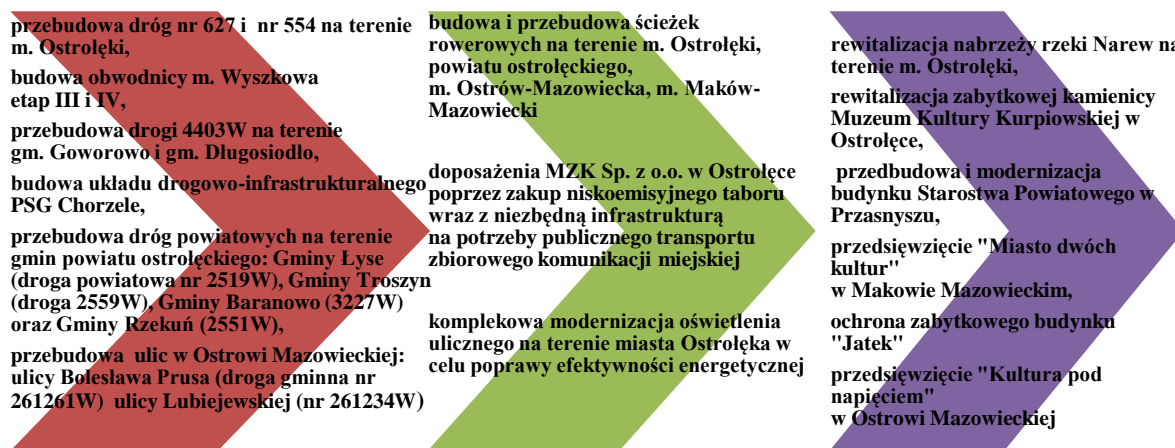 przebudowa dróg nr 627 i nr 554 na terenie
m. Ostrołęki,
budowa obwodnicy m. Wyszkowa
etap III i IV,
przebudowa drogi 4403W na terenie
gm. Goworowo i gm. Długosiodło,
budowa układu drogowo-infrastrukturalnego
PSG Chorzele,
przebudowa dróg powiatowych na terenie
gmin powiatu ostrołęckiego: Gminy Łyse
(droga powiatowa nr 2519W), Gminy Troszyn
(droga 2559W), Gminy Baranowo (3227W)
oraz Gminy Rzekuń (2551W),
przebudowa ulic w Ostrowi Mazowieckiej:
ulicy Bolesława Prusa (droga gminna nr
261261W) ulicy Lubiejewskiej (nr 261234W)
budowa i przebudowa ścieżek
rowerowych na terenie m. Ostrołęki,
powiatu ostrołęckiego,
m. Ostrów-Mazowiecka, m. Maków-
Mazowiecki
doposażenia MZK Sp. z o.o. w Ostrołęce
poprzez zakup niskoemisyjnego taboru
wraz z niezbędną infrastrukturą
na potrzeby publicznego transportu
zbiorowego komunikacji miejskiej
komplekowa modernizacja oświetlenia
ulicznego na terenie miasta Ostrołęka w
celu poprawy efektywności energetycznej
rewitalizacja nabrzeży rzeki Narew na
terenie m. Ostrołęki,
rewitalizacja zabytkowej kamienicy
Muzeum Kultury Kurpiowskiej w
Ostrołęce,
przedbudowa i modernizacja
budynku Starostwa Powiatowego w
Przasnyszu,
przedsięwzięcie "Miasto dwóch
kultur"
w Makowie Mazowieckim,
ochrona zabytkowego budynku
"Jatek"
przedsięwzięcie "Kultura pod
napięciem"
w Ostrowi Mazowieckiej